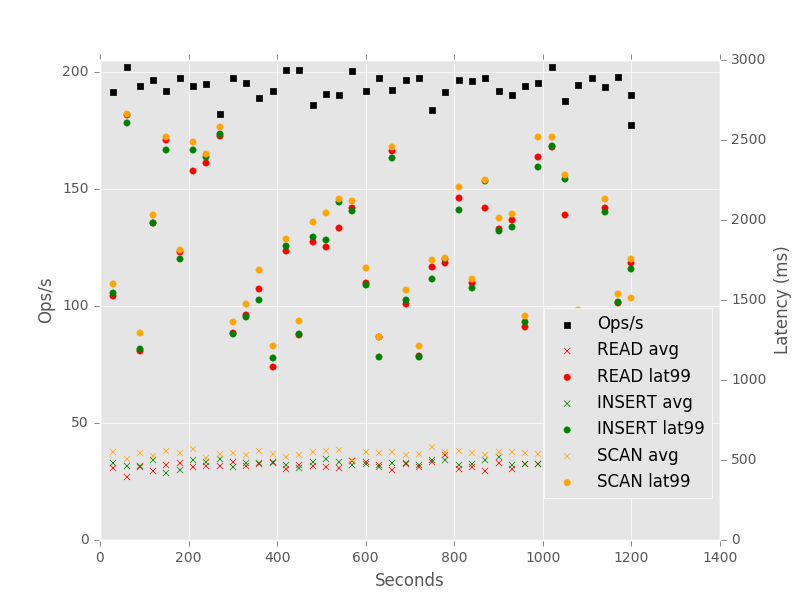 200
150
100
50
0
Ops/s
0
200
400
600
800
1000
1200
1400
Seconds
3000
2500
2000
1500
1000
500
0
Latency (ms)
Ops/s
READ avg
READ lat99
INSERT avg
INSERT lat99
SCAN avg
SCAN lat99